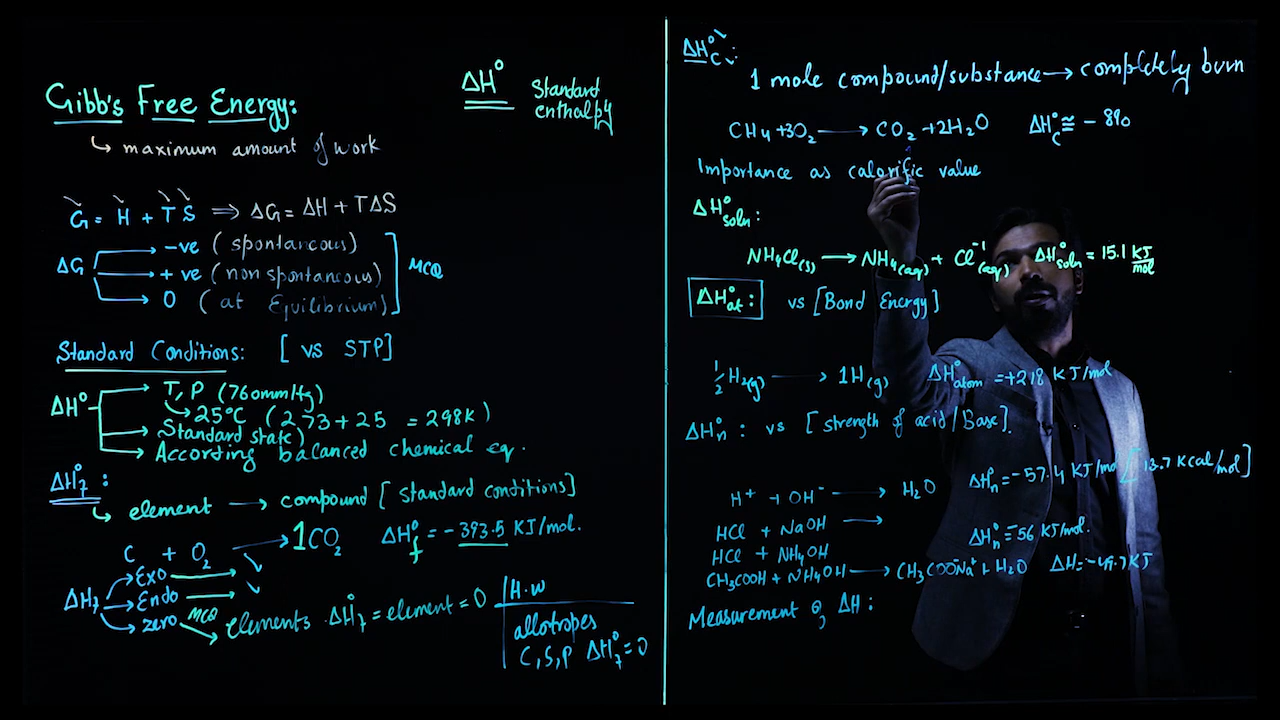 Gibb's Free Energy:
ΔH° Standard enthalpy
↳ maximum amount of work
G = H + TS ⇒ ΔG = ΔH + TΔS
ΔG → -ve (spontaneous)
→ +ve (non spontaneous) MCQ
→ 0 (at Equilibrium)
Standard Conditions: [vs STP]
ΔH° → T, P (760mmHg)
↳ 25°C (273+25 = 298K)
→ Standard state)
→ According balanced chemical eq.
ΔH°f :
↳ element → compound [standard conditions]
C + O2 → 1CO2 ΔH°f = -393.5 KJ/mol.
ΔHf → Exo →
→ Endo →
→ zero MCQ → elements. ΔH°f = element = 0
H.w
allotropes
C, S, P ΔH°f = 0
ΔH°c :
1 mole compound/substance → completely burn
CH4 + 3O2 → CO2 + 2H2O ΔH°c ≅ - 890
Importance as calorific value
ΔH°soln :
NH4Cl(s) → NH4(aq) + Cl-1(aq) ΔH°soln = 15.1 KJ/mol
ΔH°at : vs [Bond Energy]
1/2 H2(g) → 1H(g) ΔH°atom = +218 KJ/mol
ΔH°n : vs [strength of acid/Base].
H+ + OH- → H2O ΔH°n = -57.4 KJ/mol [13.7 Kcal/mol]
HCl + NaOH →
HCl + NH4OH ΔH°n = 56 KJ/mol.
CH3COOH + NH4OH → CH3COONa+ + H2O
Measurement of ΔH :